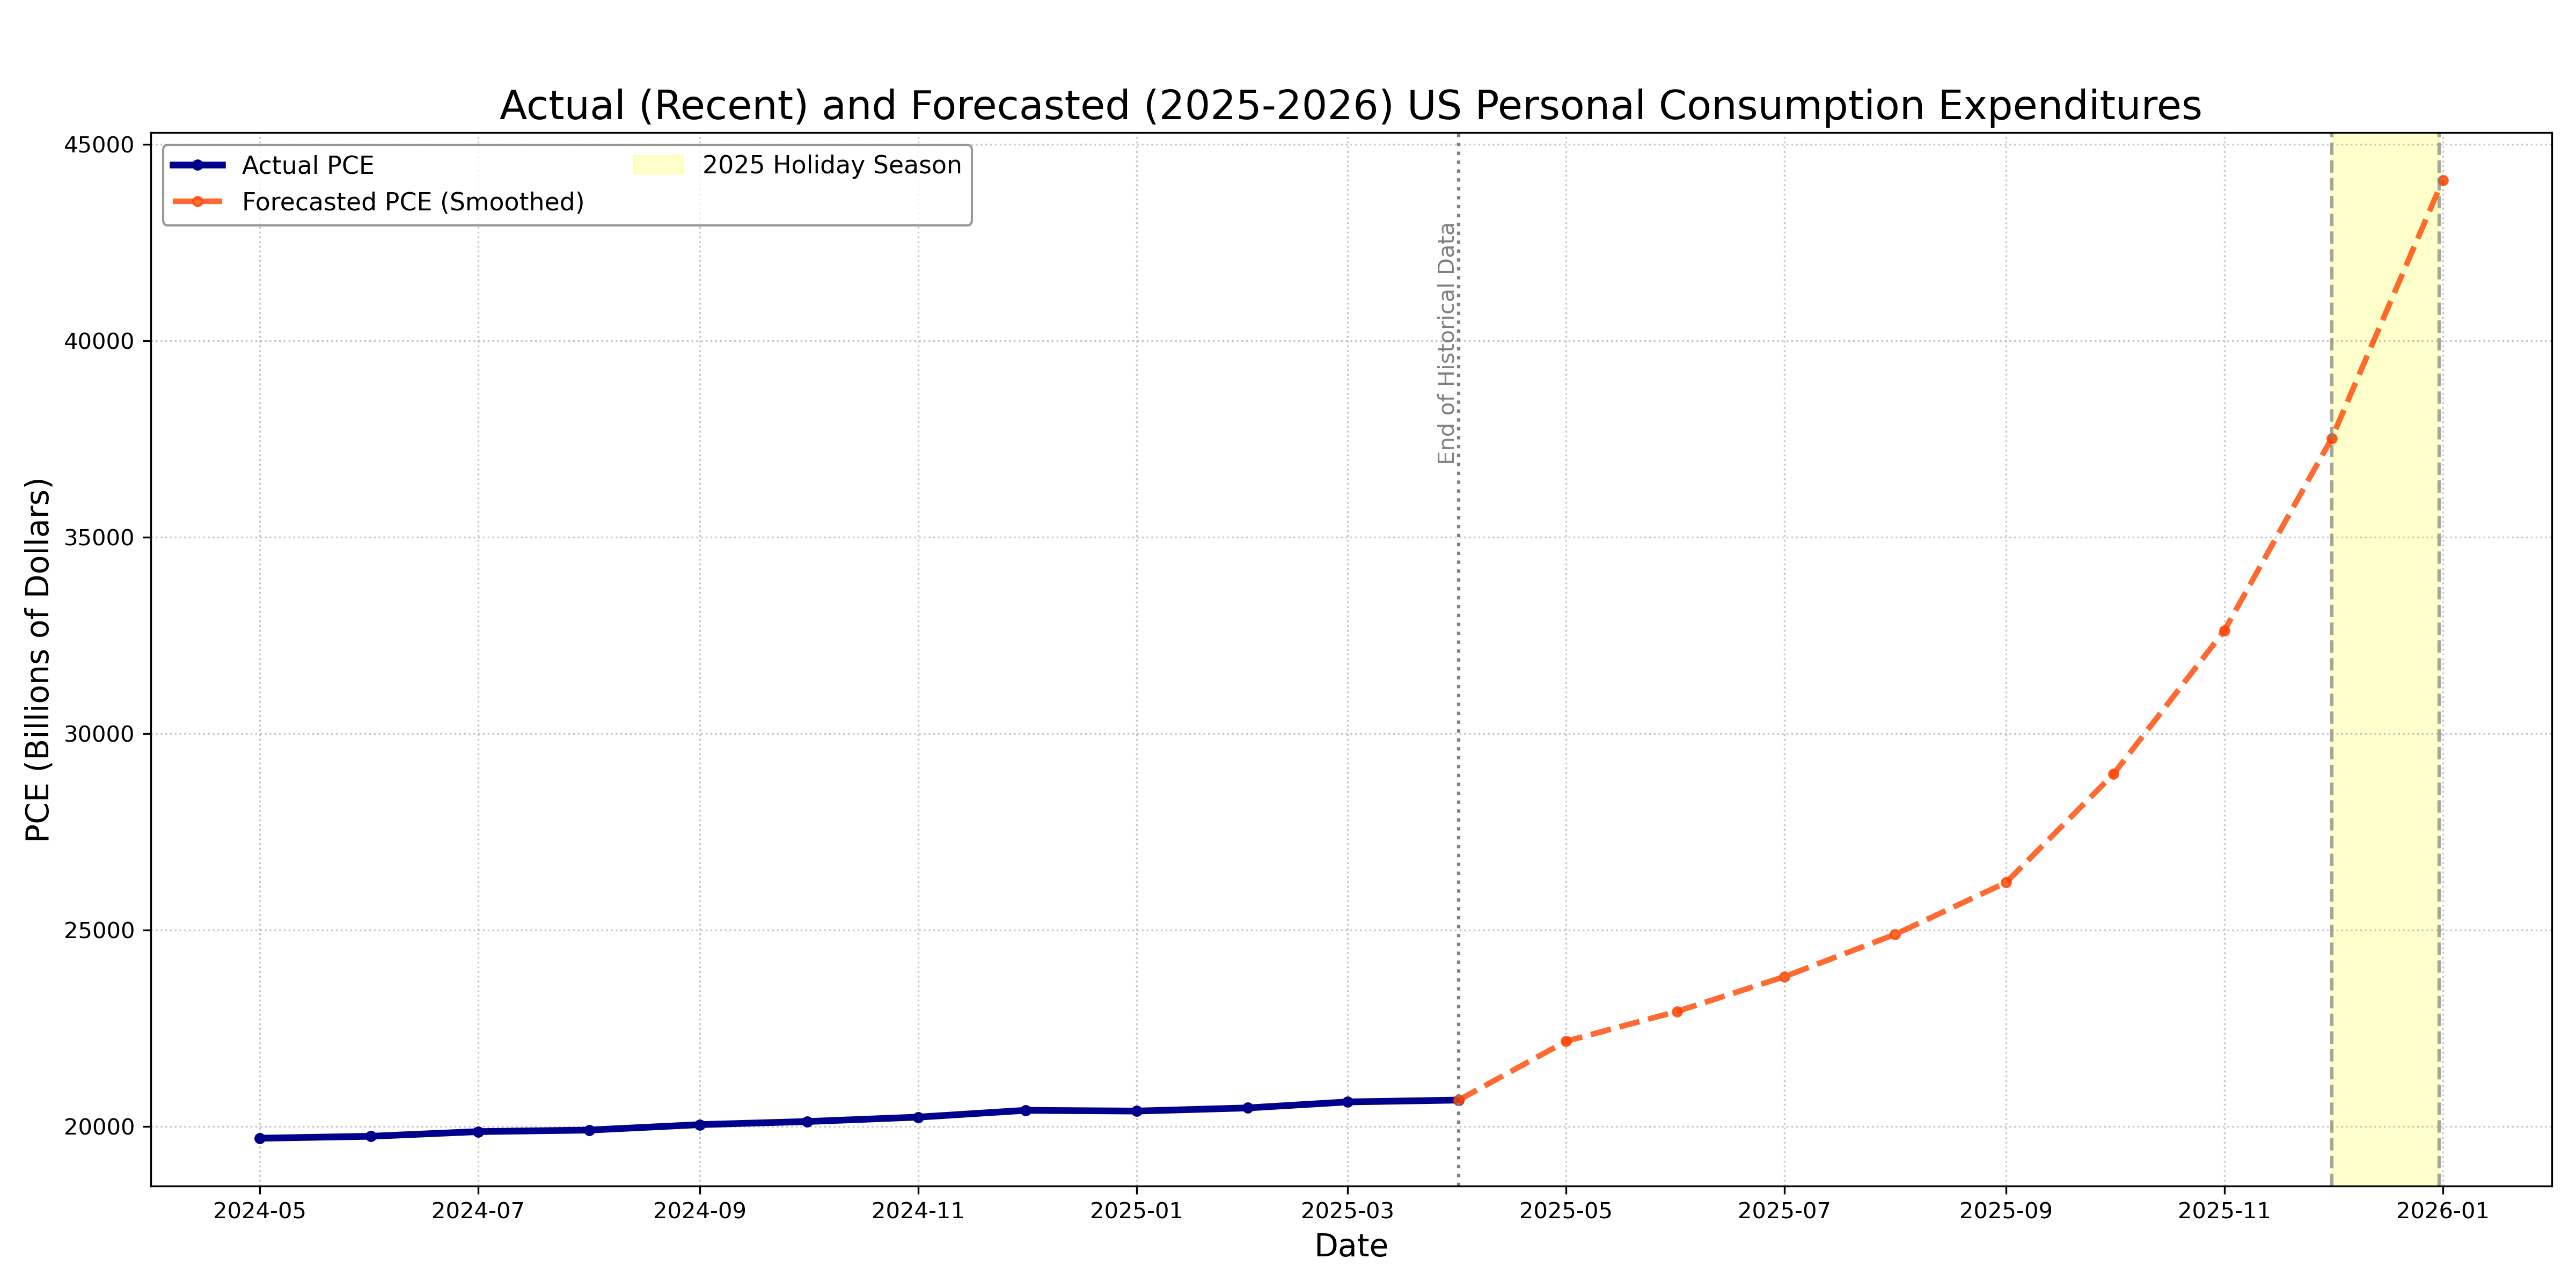 Actual (Recent) and Forecasted (2025-2026) US Personal Consumption Expenditures
Actual PCE
Forecasted PCE (Smoothed)
2025 Holiday Season
End of Historical Data
PCE (Billions of Dollars)
45000
40000
35000
30000
25000
20000
2024-05
2024-07
2024-09
2024-11
2025-01
2025-03
2025-05
2025-07
2025-09
2025-11
2026-01
Date